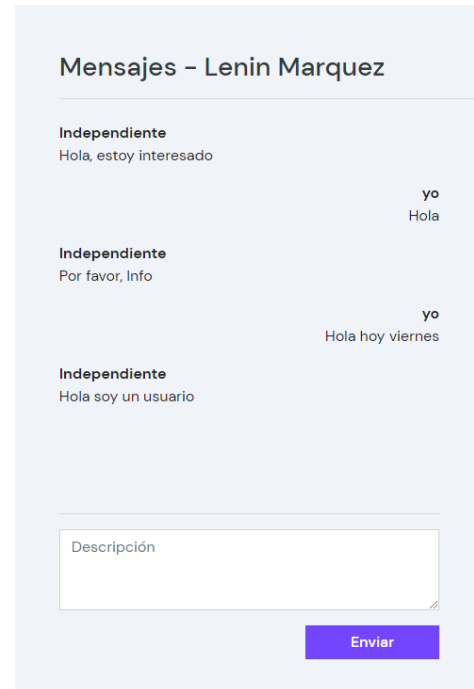 Mensajes - Lenin Marquez
Independiente
Hola, estoy interesado
yo
Hola
Independiente
Por favor, Info
yo
Hola hoy viernes
Independiente
Hola soy un usuario
Descripción
Enviar